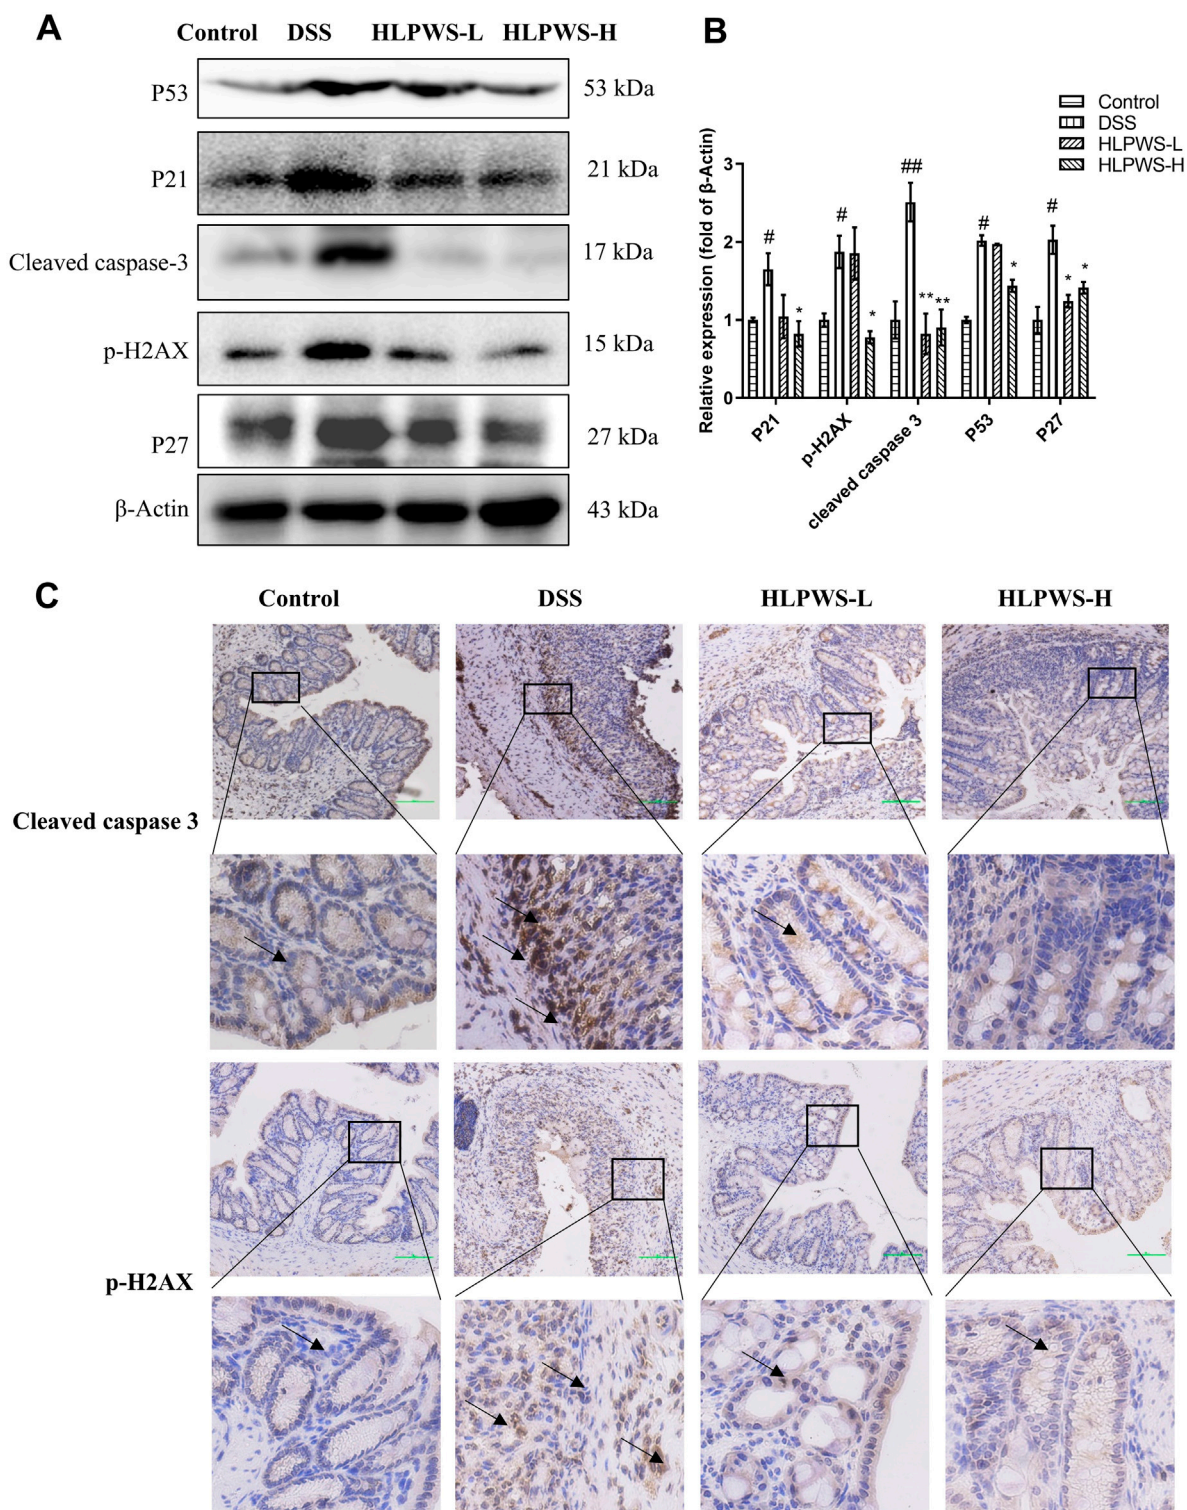 A
Control DSS HLPWS-L HLPWS-H
P53 53 kDa
P21 21 kDa
Cleaved caspase-3 17 kDa
p-H2AX 15 kDa
P27 27 kDa
β-Actin 43 kDa
B
Control
DSS
HLPWS-L
HLPWS-H
Relative expression (fold of β-Actin)
3
2
1
0
# * # * ## ** ** # * # * *
P21 p-H2AX cleaved caspase 3 P53 P27
C
Control DSS HLPWS-L HLPWS-H
Cleaved caspase 3
p-H2AX